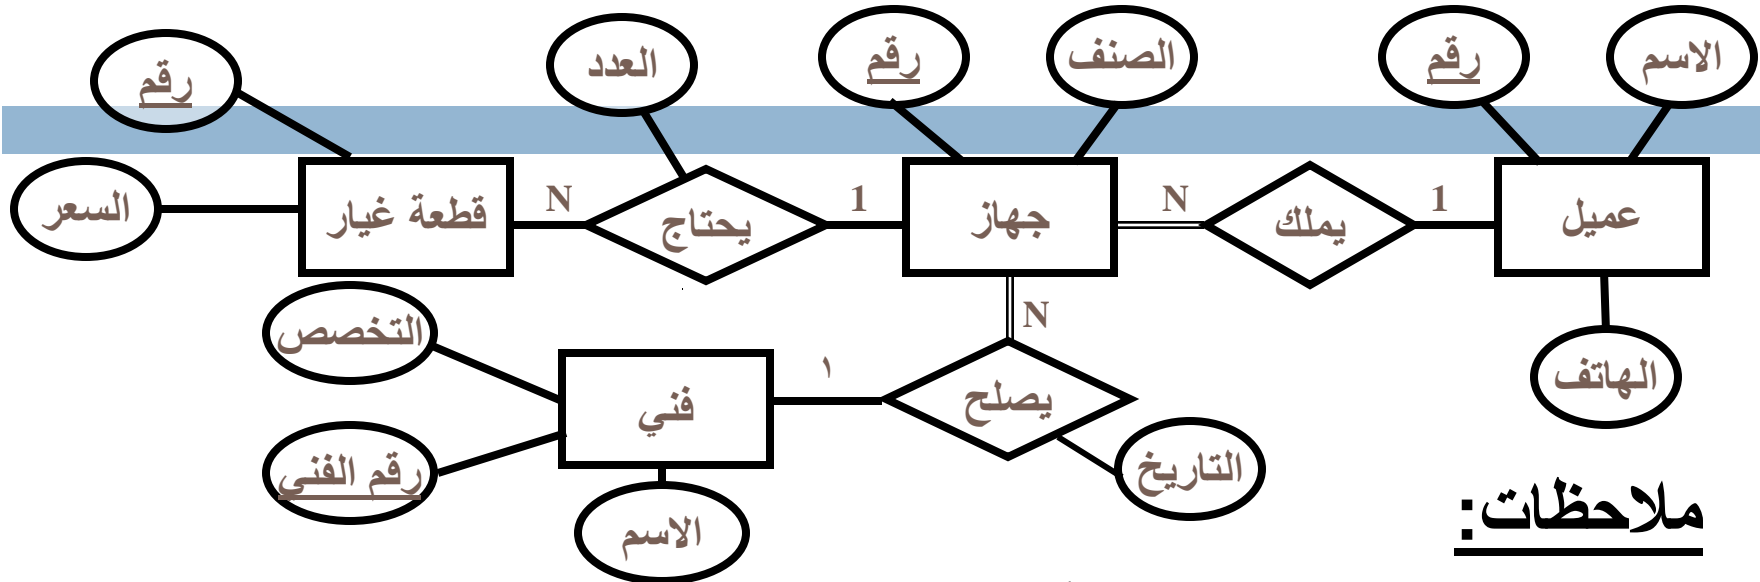 الاسم
رقم
الصنف
رقم
العدد
رقم
عميل
1
يملك
N
جهاز
1
يحتاج
N
قطعة غيار
السعر
الهاتف
N
يصلح
١
فني
التخصص
رقم الفني
الاسم
التاريخ
ملاحظات: